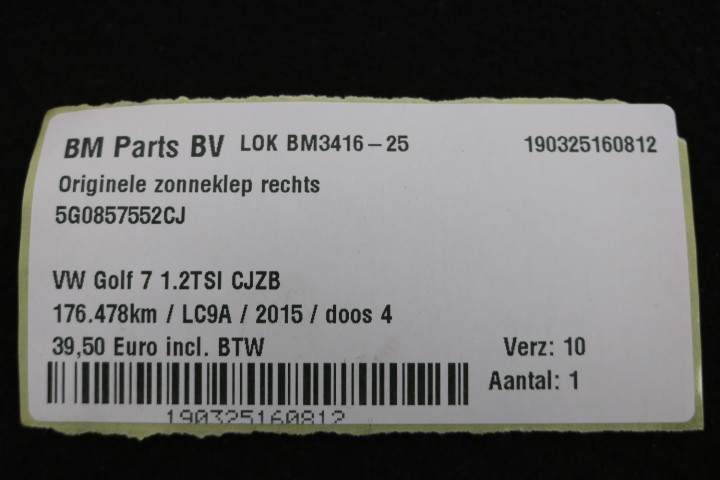 BM Parts BV LOK BM3416-25 190325160812
Originele zonneklep rechts
5G0857552CJ
VW Golf 7 1.2TSI CJZB
176.478km / LC9A / 2015 / doos 4
39,50 Euro incl. BTW Verz: 10
Aantal: 1
190325160812